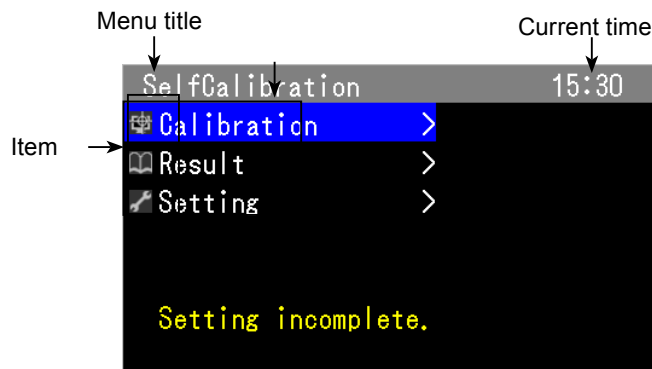 Menu title
Current time
SelfCalibration 15:30
Calibration >
Item
Result >
Setting >
Setting incomplete.